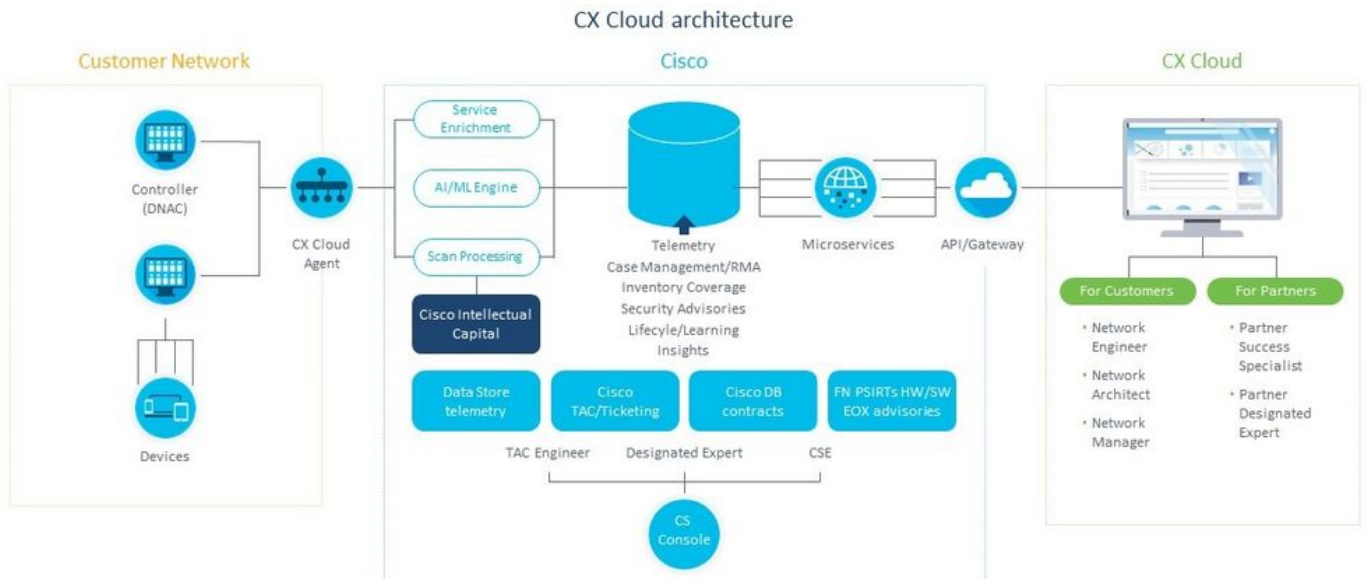 CX Cloud architecture
Customer Network
Cisco
CX Cloud
Controller
(DNAC)
Devices
CX Cloud
Agent
Service
Enrichment
AI/ML Engine
Scan Processing
Cisco Intellectual
Capital
Telemetry
Case Management/RMA
Inventory Coverage
Security Advisories
Lifecyle/Learning
Insights
Microservices
API/Gateway
Data Store
telemetry
Cisco
TAC/Ticketing
Cisco DB
contracts
FN PSIRTs HW/SW
EOX advisories
TAC Engineer
Designated Expert
CSE
CS
Console
For Customers
• Network
Engineer
• Network
Architect
• Network
Manager
For Partners
• Partner
Success
Specialist
• Partner
Designated
Expert